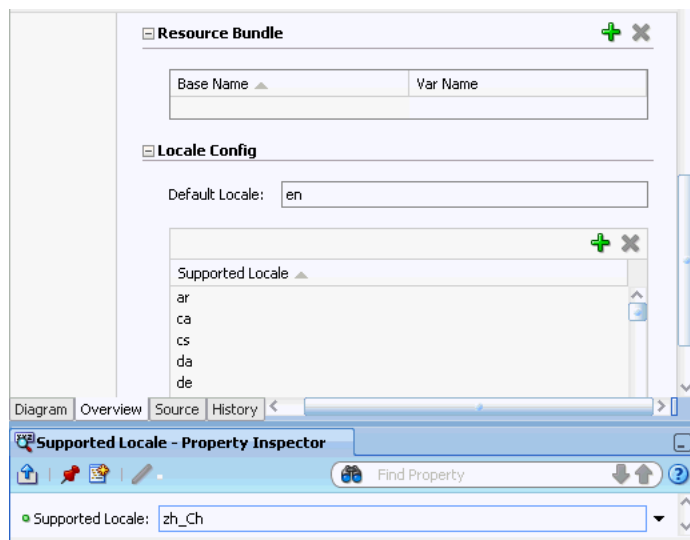 Resource Bundle
Base Name Var Name
Locale Config
Default Locale: en
Supported Locale
ar
ca
cs
da
de
Diagram Overview Source History
Supported Locale - Property Inspector
Find Property
Supported Locale: zh_Ch